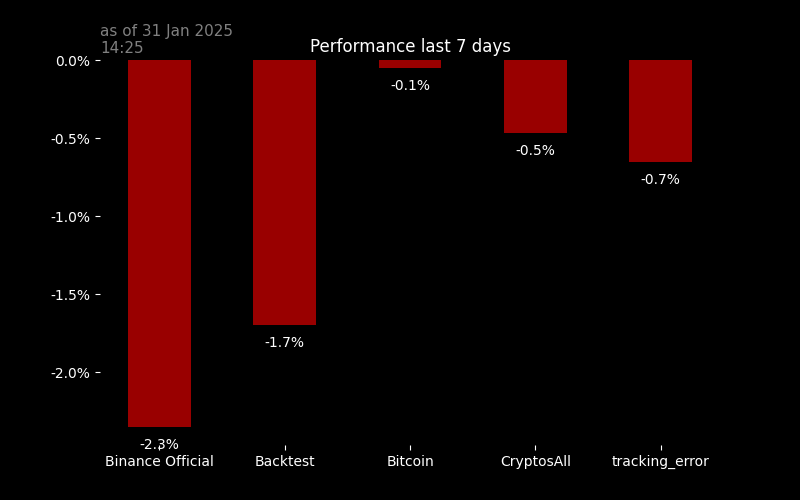 as of 31 Jan 2025
14:25
Performance last 7 days
0.0%
-0.5%
-1.0%
-1.5%
-2.0%
-2.3%
-1.7%
-0.1%
-0.5%
-0.7%
Binance Official
Backtest
Bitcoin
CryptosAll
tracking_error